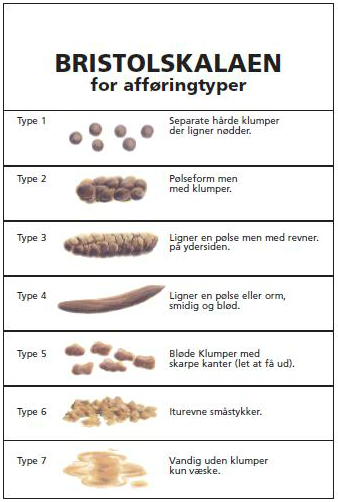 BRISTOLSKALAEN
for afføringtyper
Type 1
Separate hårde klumper
der ligner nødder.
Type 2
Pølseform men
med klumper.
Type 3
Ligner en pølse men med revner.
på ydersiden.
Type 4
Ligner en pølse eller orm,
smidig og blød.
Type 5
Bløde Klumper med
skarpe kanter (let at få ud).
Type 6
Iturevne småstykker.
Type 7
Vandig uden klumper
kun væske.